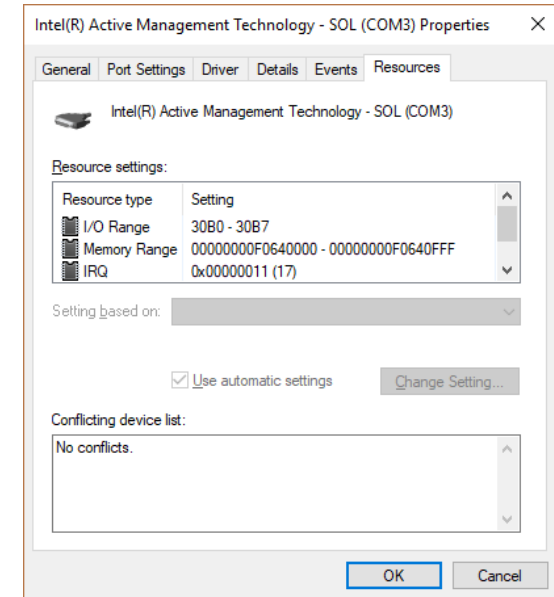 Intel(R) Active Management Technology - SOL (COM3) Properties
General Port Settings Driver Details Events Resources
Intel(R) Active Management Technology - SOL (COM3)
Resource settings:
Resource type Setting
I/O Range 30B0 - 30B7
Memory Range 00000000F0640000 - 00000000F0640FFF
IRQ 0x00000011 (17)
Setting based on:
Use automatic settings Change Setting...
Conflicting device list:
No conflicts.
OK Cancel